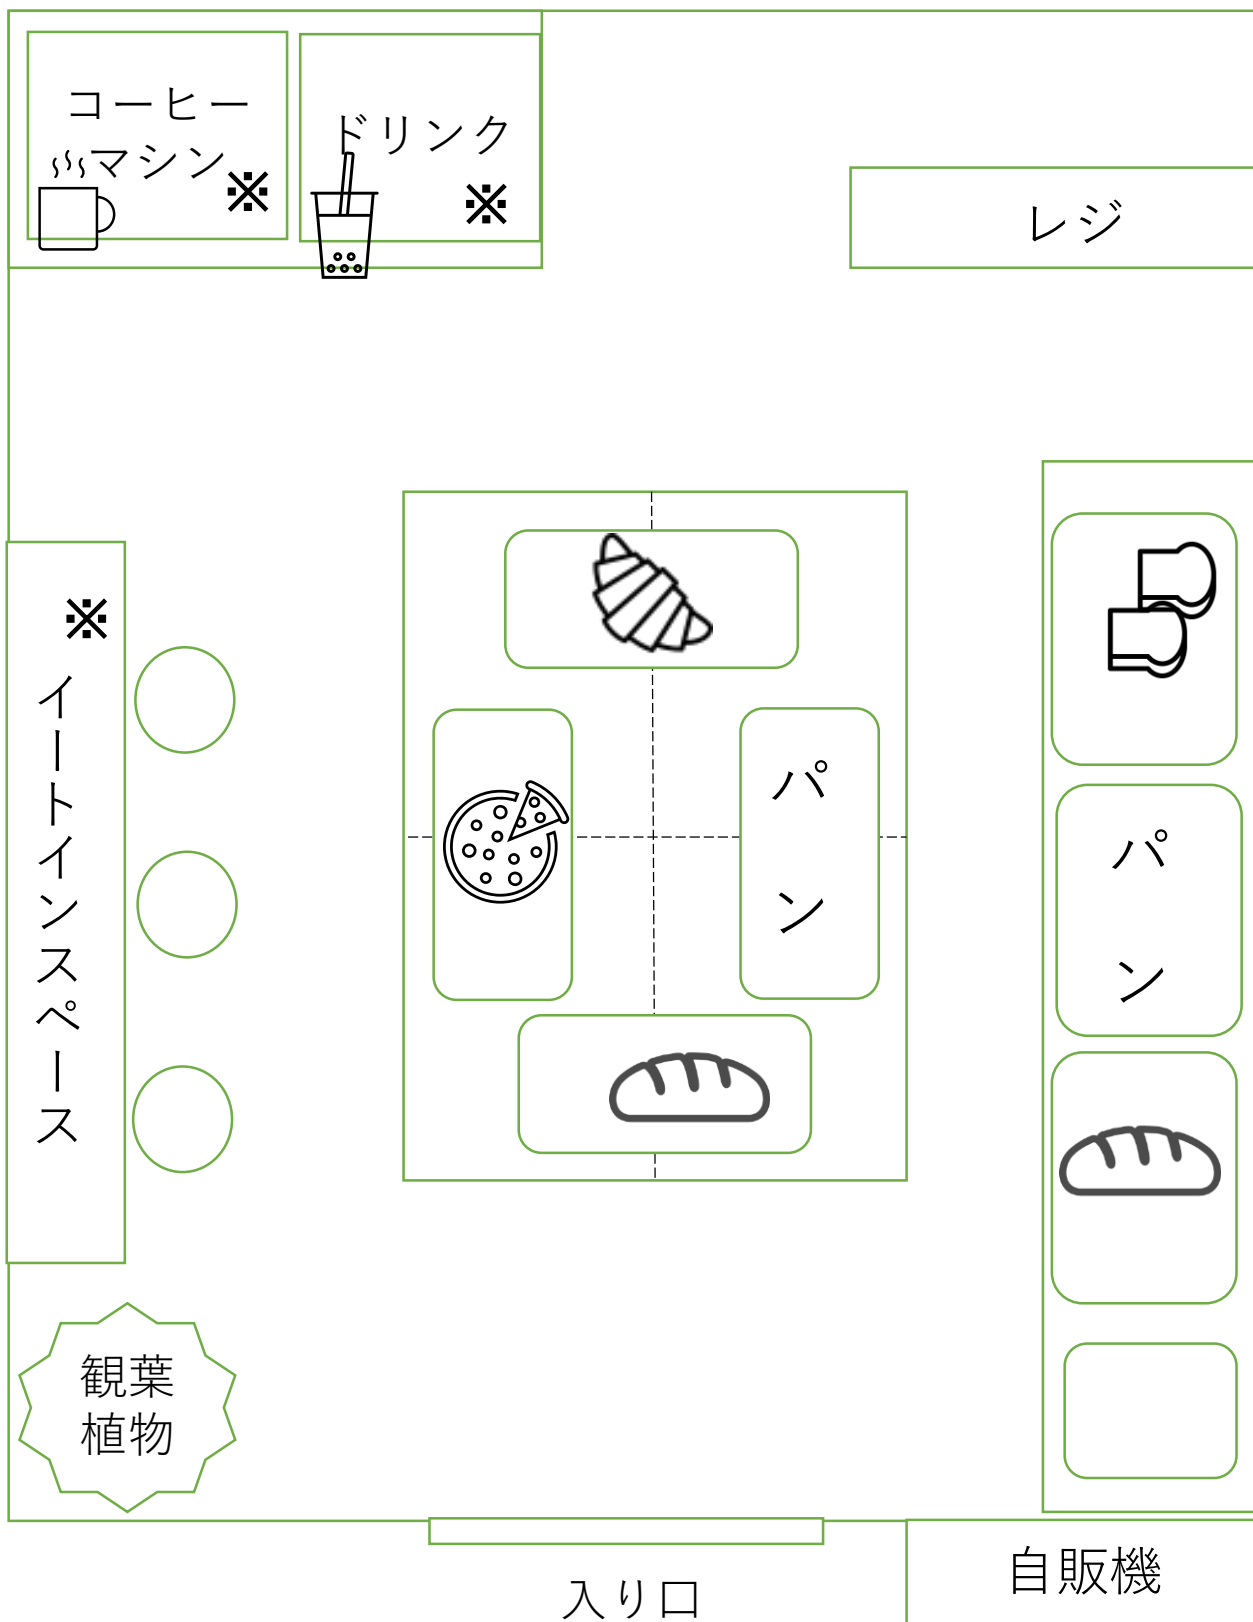 コーヒー
マシン※
ドリンク
※
レジ
※
イートインスペース
パン
パン
観葉
植物
入り口
自販機